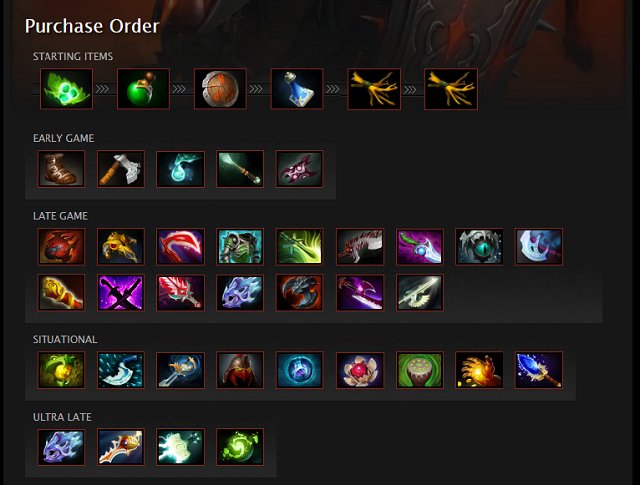 Purchase Order
STARTING ITEMS
EARLY GAME
LATE GAME
SITUATIONAL
ULTRA LATE